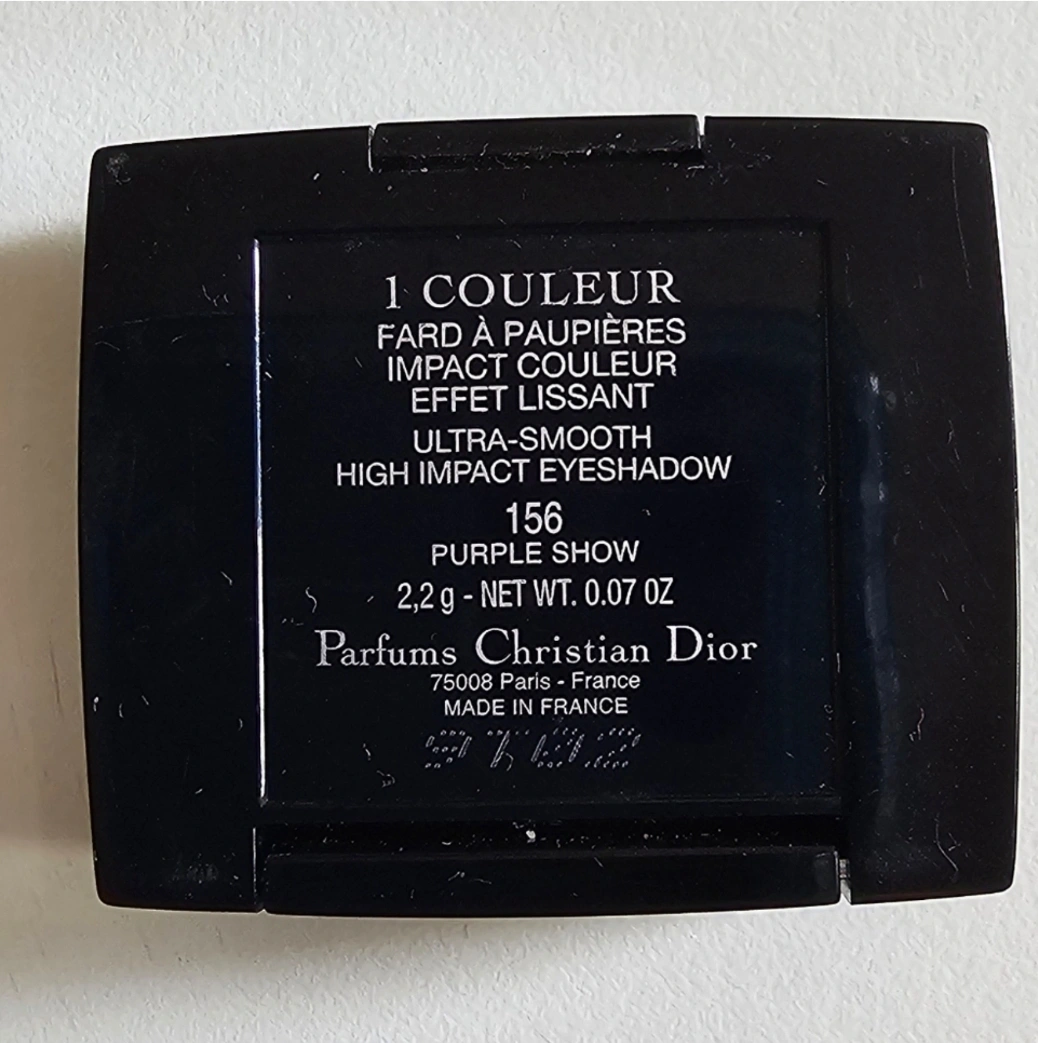 1 COULEUR
FARD À PAUPIÈRES
IMPACT COULEUR
EFFET LISSANT
ULTRA-SMOOTH
HIGH IMPACT EYESHADOW
156
PURPLE SHOW
2,2 g - NET WT. 0.07 OZ
Parfums Christian Dior
75008 Paris - France
MADE IN FRANCE